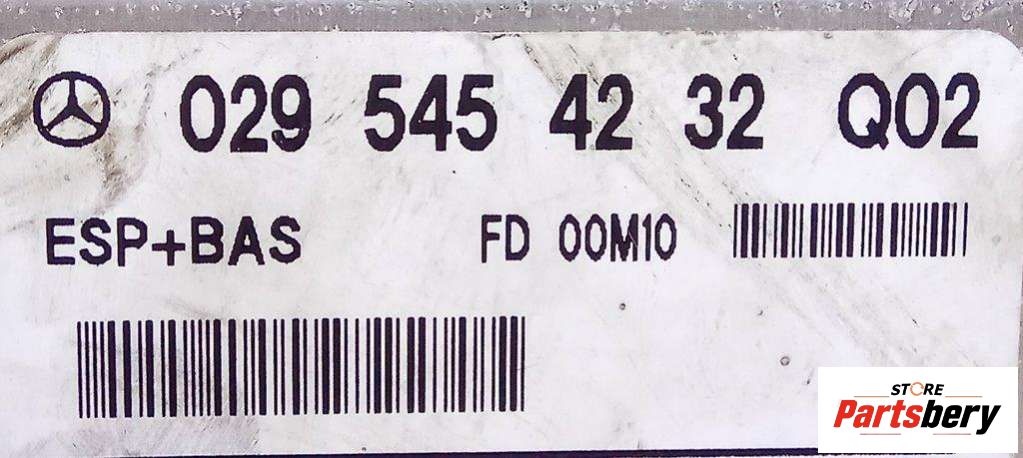 029 545 42 32 Q02
ESP+BAS FD 00M10
STORE
Partsbery